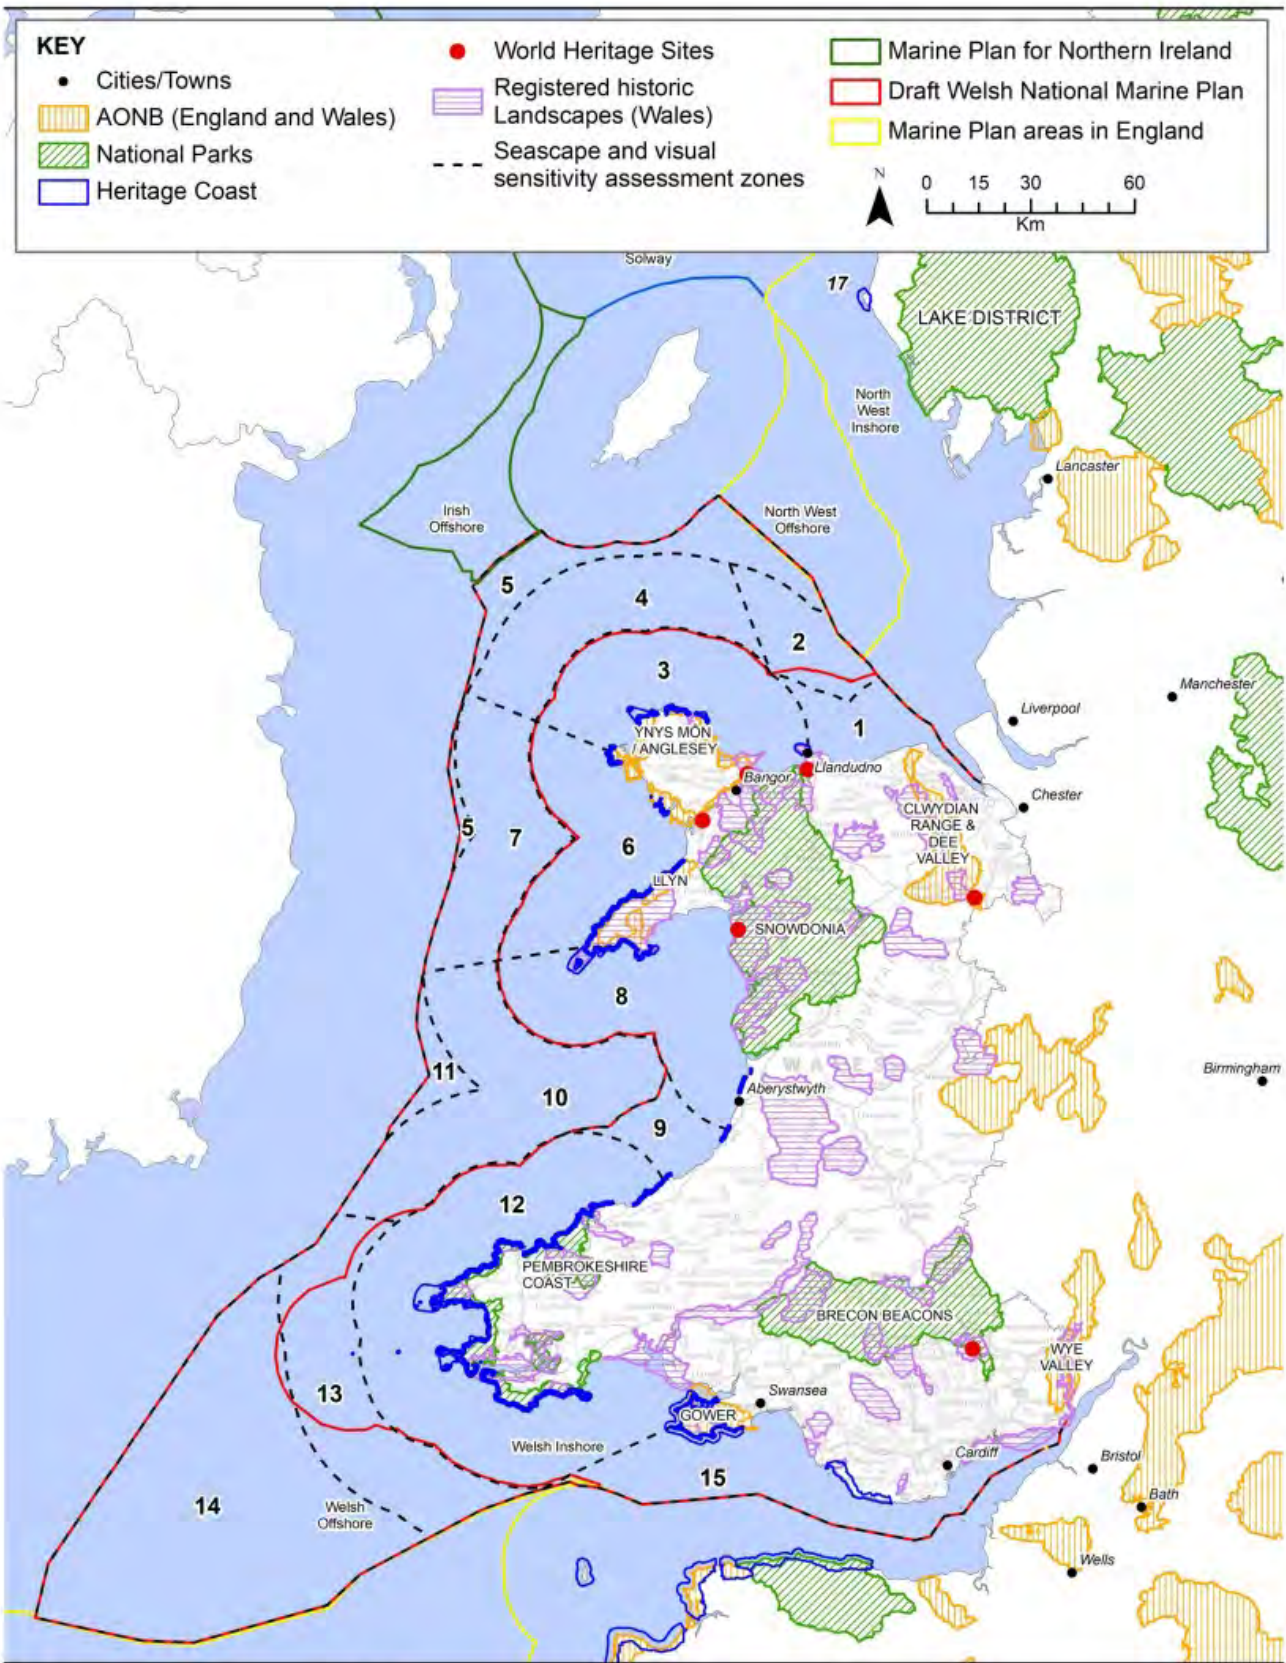 KEY
Cities/Towns
AONB (England and Wales)
National Parks
Heritage Coast
World Heritage Sites
Registered historic
Landscapes (Wales)
Seascape and visual
sensitivity assessment zones
Marine Plan for Northern Ireland
Draft Welsh National Marine Plan
Marine Plan areas in England
N
0 15 30 60
Km
Solway
17
LAKE DISTRICT
North
West
Inshore
Lancaster
Irish
Offshore
North West
Offshore
5
4
2
3
Manchester
Liverpool
1
YNYS MON
/ ANGLESEY
Llandudno
Bangor
Chester
CLWYDIAN
RANGE &
DEE
VALLEY
5
7
6
LLYN
SNOWDONIA
8
WALES
11
Birmingham
Aberystwyth
10
9
12
PEMBROKESHIRE
COAST
BRECON BEACONS
WYE
VALLEY
13
Swansea
GOWER
Welsh Inshore
Cardiff
Bristol
15
14
Welsh
Offshore
Bath
Wells